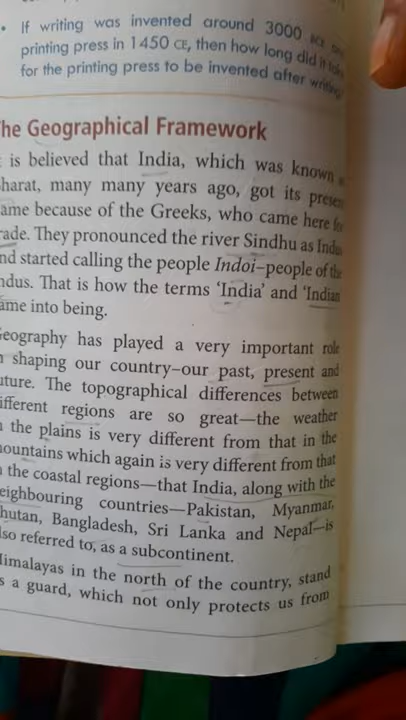 • If writing was invented around 3000 BCE and
printing press in 1450 CE, then how long did it take
for the printing press to be invented after writing
he Geographical Framework
is believed that India, which was known
harat, many many years ago, got its presen
ame because of the Greeks, who came here for
rade. They pronounced the river Sindhu as Indu
nd started calling the people Indoi–people of the
ndus. That is how the terms ‘India’ and ‘Indian
ame into being.
eography has played a very important role
n shaping our country–our past, present and
uture. The topographical differences between
ifferent regions are so great—the weather
n the plains is very different from that in the
ountains which again is very different from that
n the coastal regions—that India, along with the
eighbouring countries—Pakistan, Myanmar,
hutan, Bangladesh, Sri Lanka and Nepal—is
lso referred to, as a subcontinent.
Himalayas in the north of the country, stand
s a guard, which not only protects us from